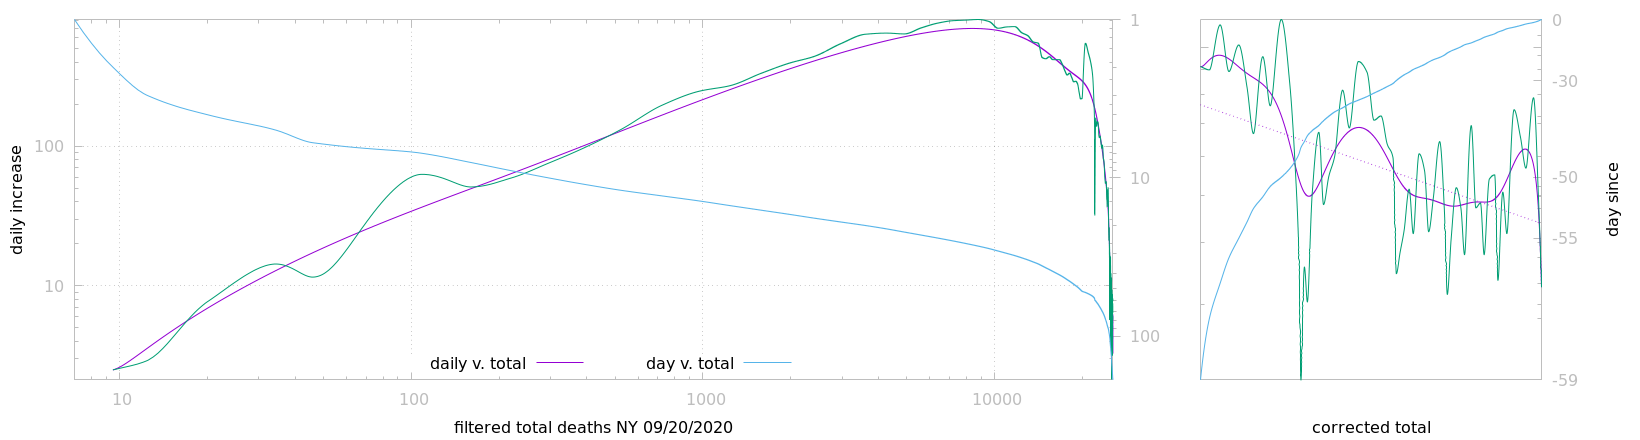 daily increase
100
10
10
100
1000
10000
1
10
100
daily v. total
day v. total
filtered total deaths NY 09/20/2020
0
-30
-50
-55
-59
day since
corrected total